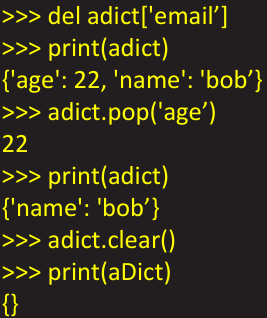 >>> del adict['email’]
>>> print(adict)
{'age': 22, 'name': 'bob’}
>>> adict.pop('age’)
22
>>> print(adict)
{'name': 'bob’}
>>> adict.clear()
>>> print(aDict)
{}